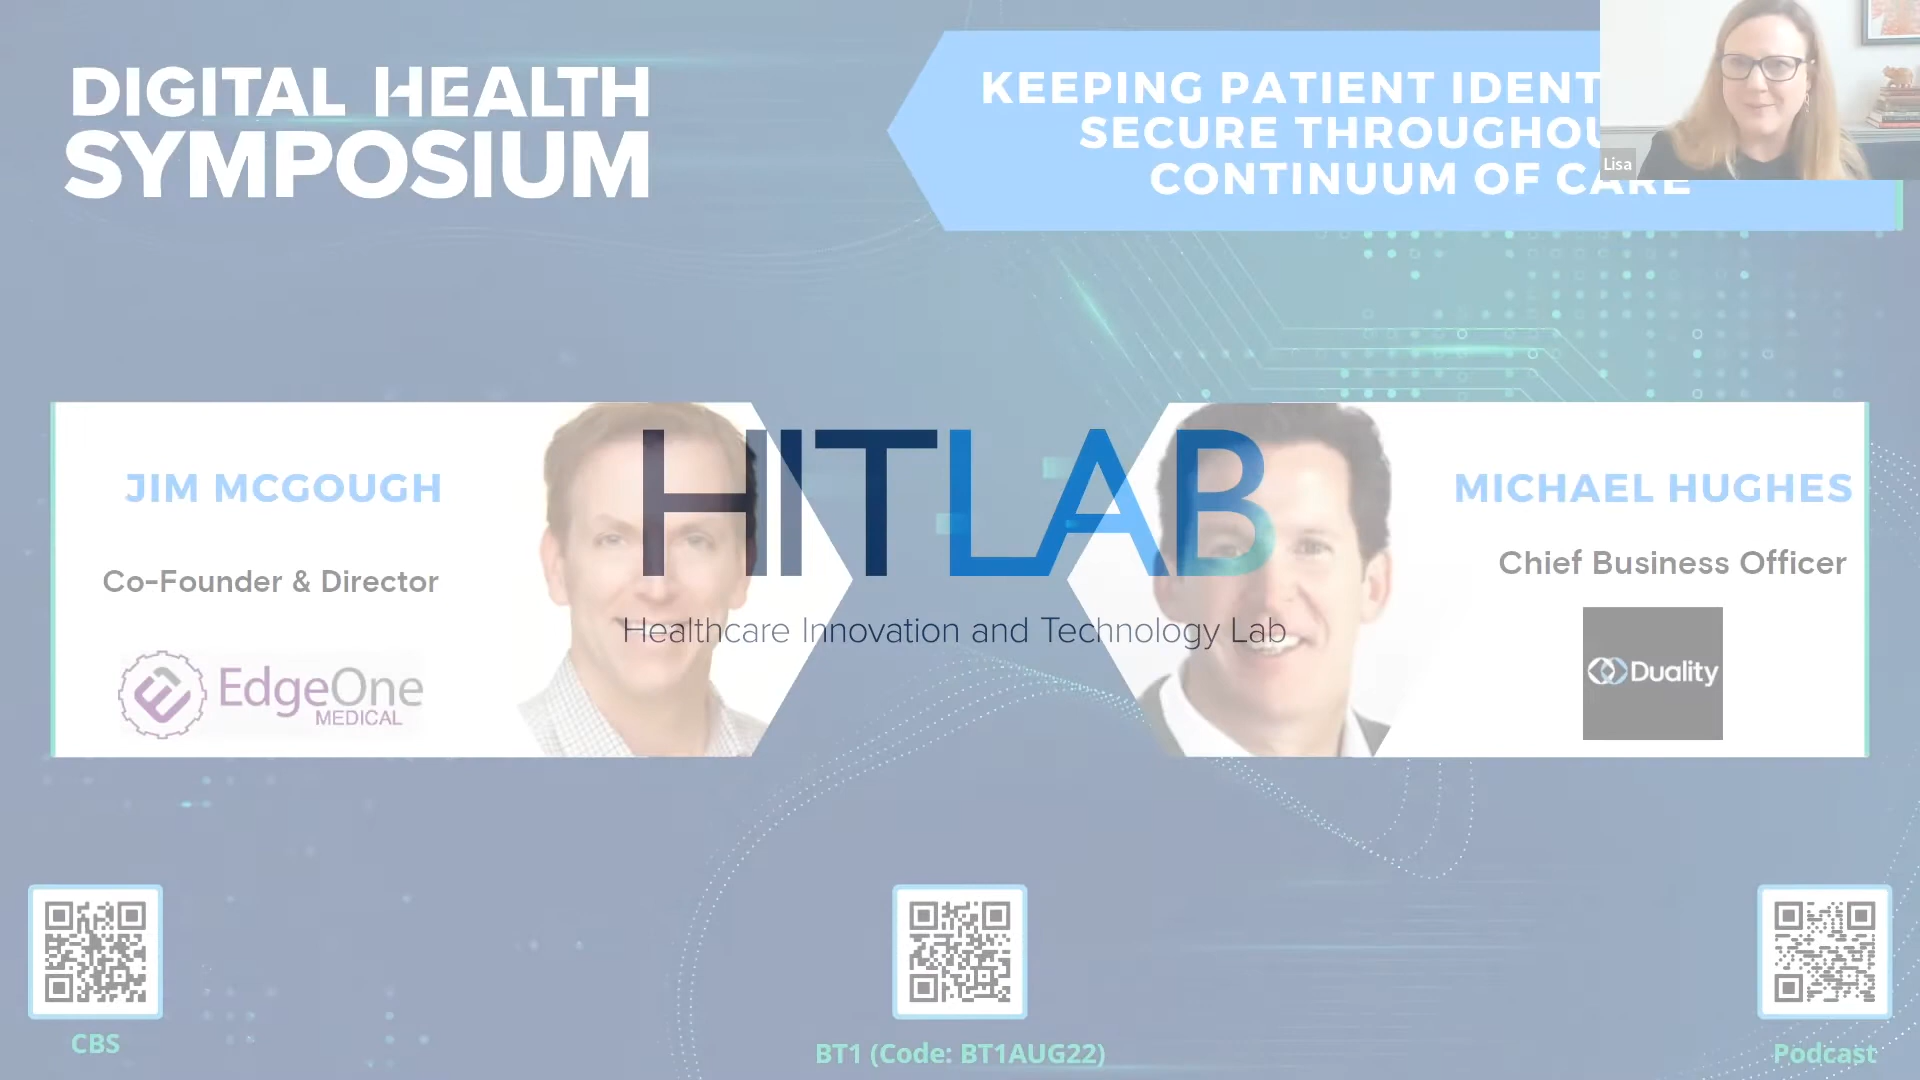 DIGITAL HEALTH
SYMPOSIUM
KEEPING PATIENT IDENT
SECURE THROUGHOU
CONTINUUM OF CARE
Lisa
JIM MCGOUGH
Co-Founder & Director
EdgeOne
MEDICAL
HITLAB
Healthcare Innovation and Technology Lab
MICHAEL HUGHES
Chief Business Officer
Duality
CBS
BT1 (Code: BT1AUG22)
Podcast